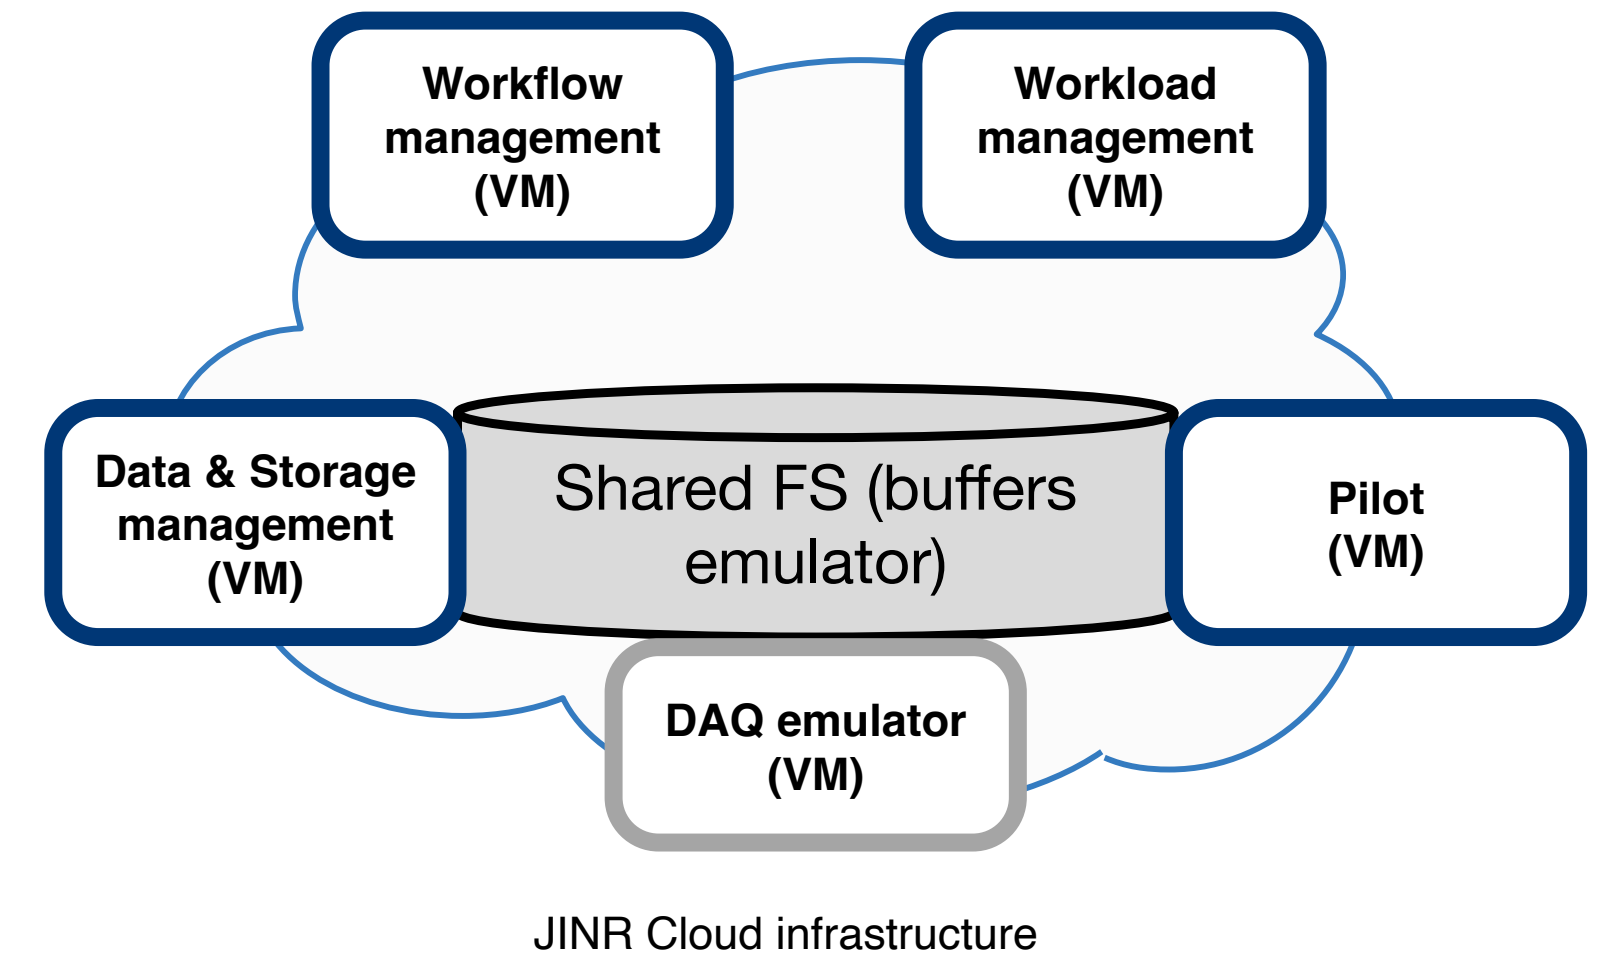 Workflow
management
(VM)
Workload
management
(VM)
Data & Storage
management
(VM)
Shared FS (buffers
emulator)
Pilot
(VM)
DAQ emulator
(VM)
JINR Cloud infrastructure